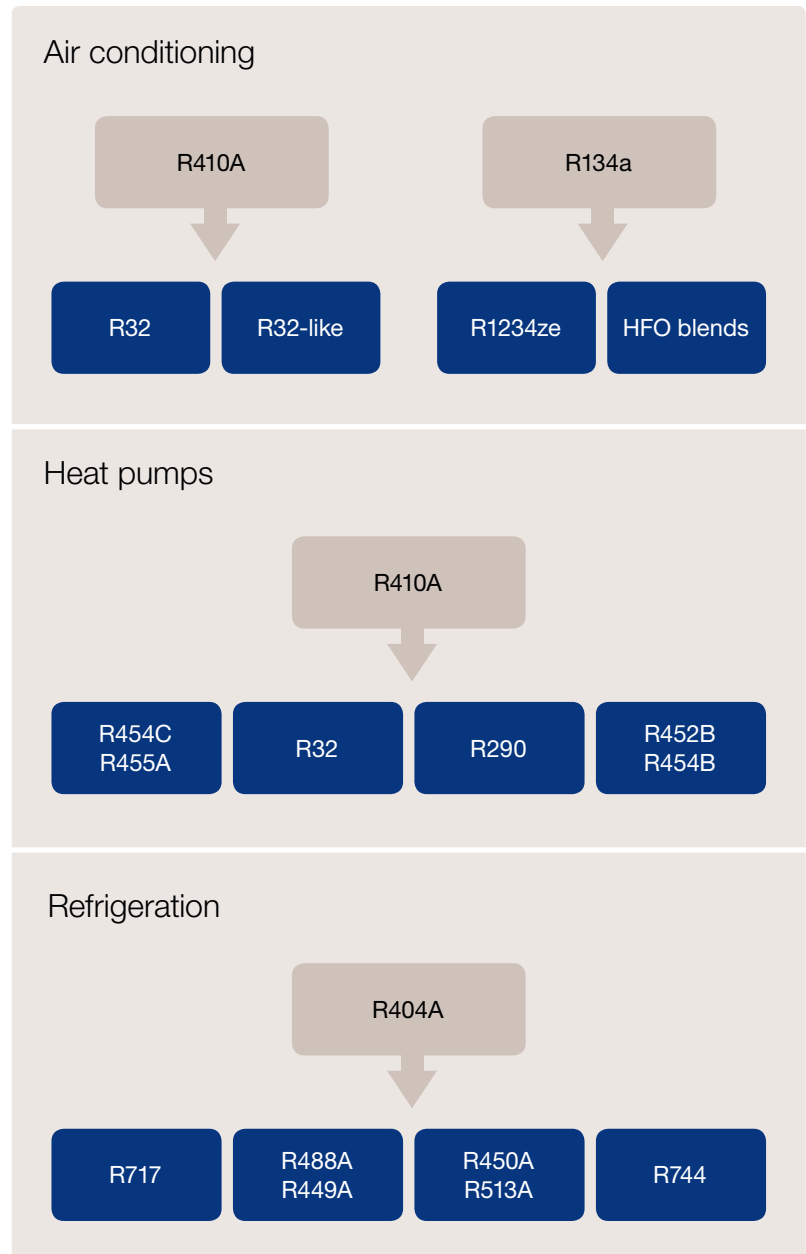 Air conditioning
R410A
R134a
R32
R32-like
R1234ze
HFO blends
Heat pumps
R410A
R454C
R455A
R32
R290
R452B
R454B
Refrigeration
R404A
R717
R488A
R449A
R450A
R513A
R744